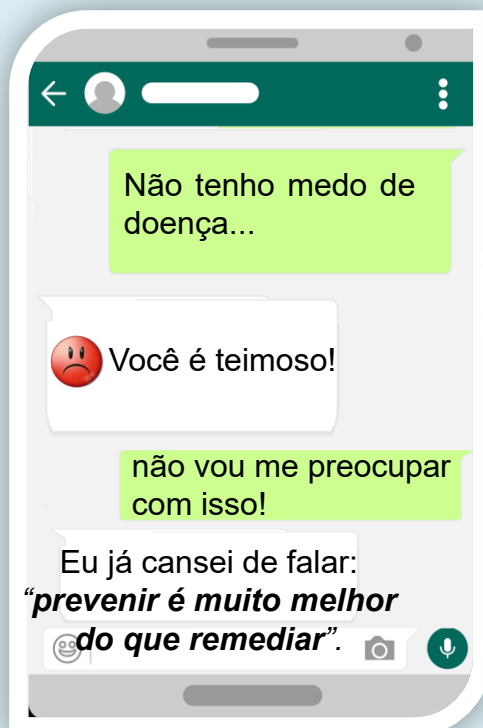 Não tenho medo de
doença...
Você é teimoso!
não vou me preocupar
com isso!
Eu já cansei de falar:
“prevenir é muito melhor
do que remediar”.